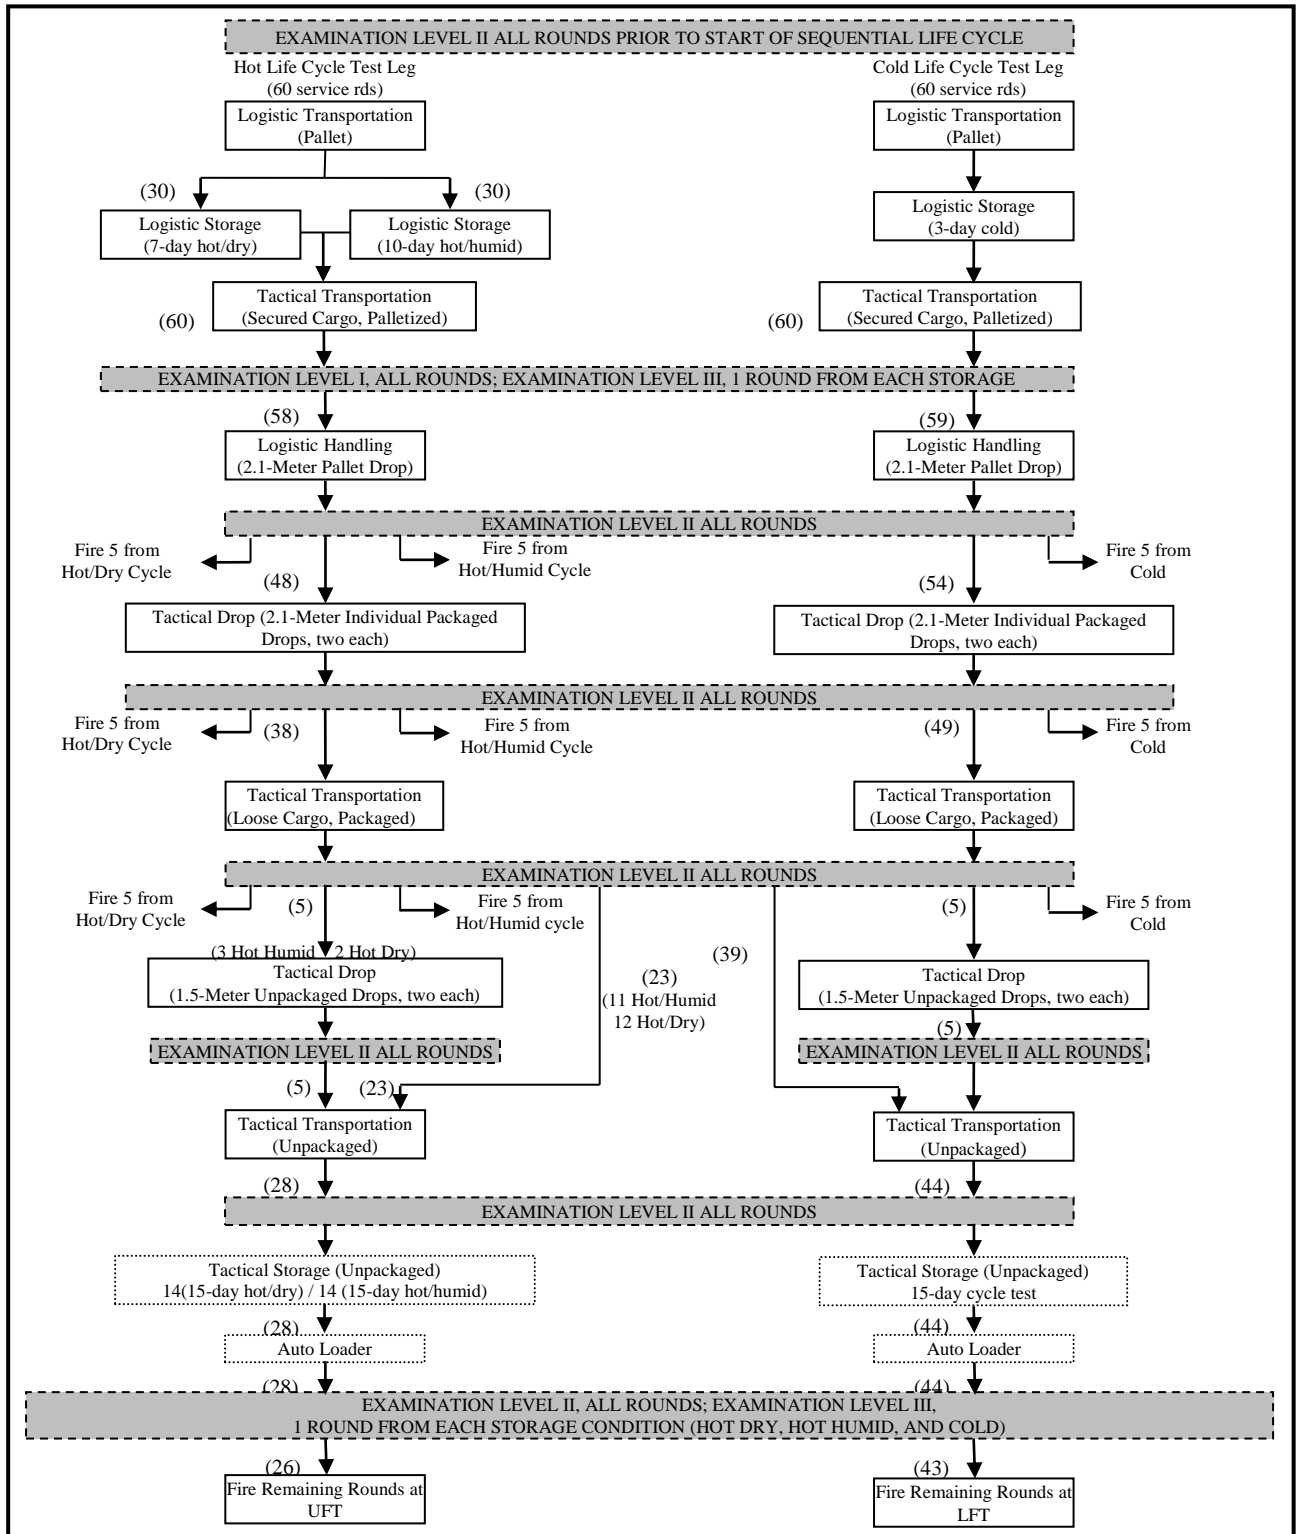 EXAMINATION LEVEL II ALL ROUNDS PRIOR TO START OF SEQUENTIAL LIFE CYCLE
Hot Life Cycle Test Leg
(60 service rds)
Cold Life Cycle Test Leg
(60 service rds)
Logistic Transportation
(Pallet)
Logistic Transportation
(Pallet)
(30)
(30)
Logistic Storage
(7-day hot/dry)
Logistic Storage
(10-day hot/humid)
Logistic Storage
(3-day cold)
Tactical Transportation
(Secured Cargo, Palletized)
(60)
Tactical Transportation
(Secured Cargo, Palletized)
(60)
EXAMINATION LEVEL I, ALL ROUNDS; EXAMINATION LEVEL III, 1 ROUND FROM EACH STORAGE
(58)
(59)
Logistic Handling
(2.1-Meter Pallet Drop)
Logistic Handling
(2.1-Meter Pallet Drop)
EXAMINATION LEVEL II ALL ROUNDS
Fire 5 from
Hot/Dry Cycle
(48)
Fire 5 from
Hot/Humid Cycle
(54)
Fire 5 from
Cold
Tactical Drop (2.1-Meter Individual Packaged
Drops, two each)
Tactical Drop (2.1-Meter Individual Packaged
Drops, two each)
EXAMINATION LEVEL II ALL ROUNDS
Fire 5 from
Hot/Dry Cycle
(38)
Fire 5 from
Hot/Humid Cycle
(49)
Fire 5 from
Cold
Tactical Transportation
(Loose Cargo, Packaged)
Tactical Transportation
(Loose Cargo, Packaged)
EXAMINATION LEVEL II ALL ROUNDS
Fire 5 from
Hot/Dry Cycle
(5)
Fire 5 from
Hot/Humid cycle
(5)
Fire 5 from
Cold
(3 Hot Humid 2 Hot Dry)
Tactical Drop
(1.5-Meter Unpackaged Drops, two each)
(39)
(23)
(11 Hot/Humid
12 Hot/Dry)
Tactical Drop
(1.5-Meter Unpackaged Drops, two each)
(5)
EXAMINATION LEVEL II ALL ROUNDS
EXAMINATION LEVEL II ALL ROUNDS
(5)
(23)
Tactical Transportation
(Unpackaged)
Tactical Transportation
(Unpackaged)
(28)
(44)
EXAMINATION LEVEL II ALL ROUNDS
Tactical Storage (Unpackaged)
14(15-day hot/dry) / 14 (15-day hot/humid)
Tactical Storage (Unpackaged)
15-day cycle test
(28)
(44)
Auto Loader
Auto Loader
(28)
(44)
EXAMINATION LEVEL II, ALL ROUNDS; EXAMINATION LEVEL III,
1 ROUND FROM EACH STORAGE CONDITION (HOT DRY, HOT HUMID, AND COLD)
(26)
(43)
Fire Remaining Rounds at
UFT
Fire Remaining Rounds at
LFT